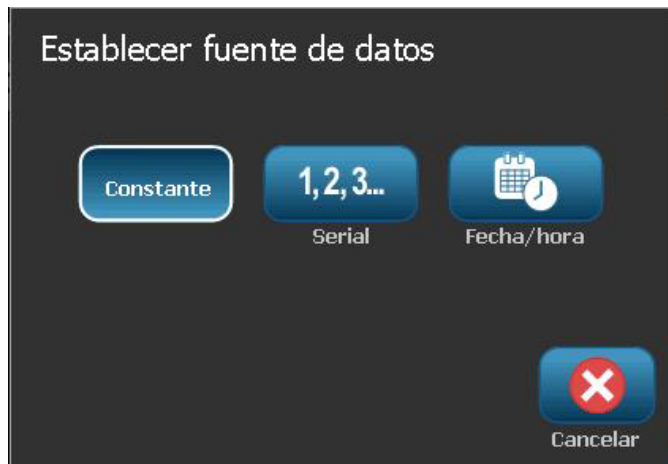 Establecer fuente de datos
Constante
1, 2, 3...
Serial
Fecha/hora
Cancelar